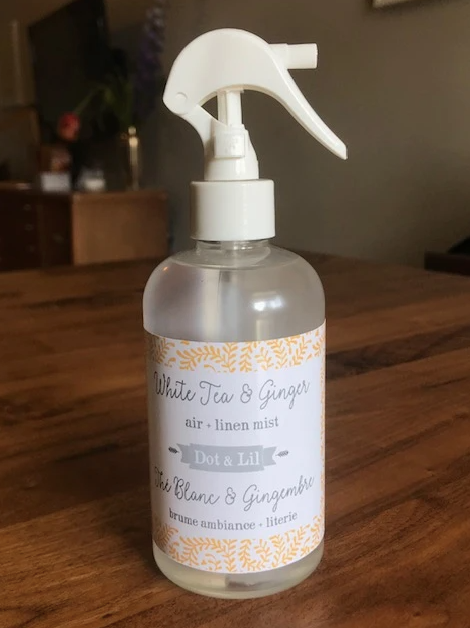 White Tea & Ginger
air + linen mist
Dot & Lil
Thé Blanc & Gingembre
brume ambiance + literie